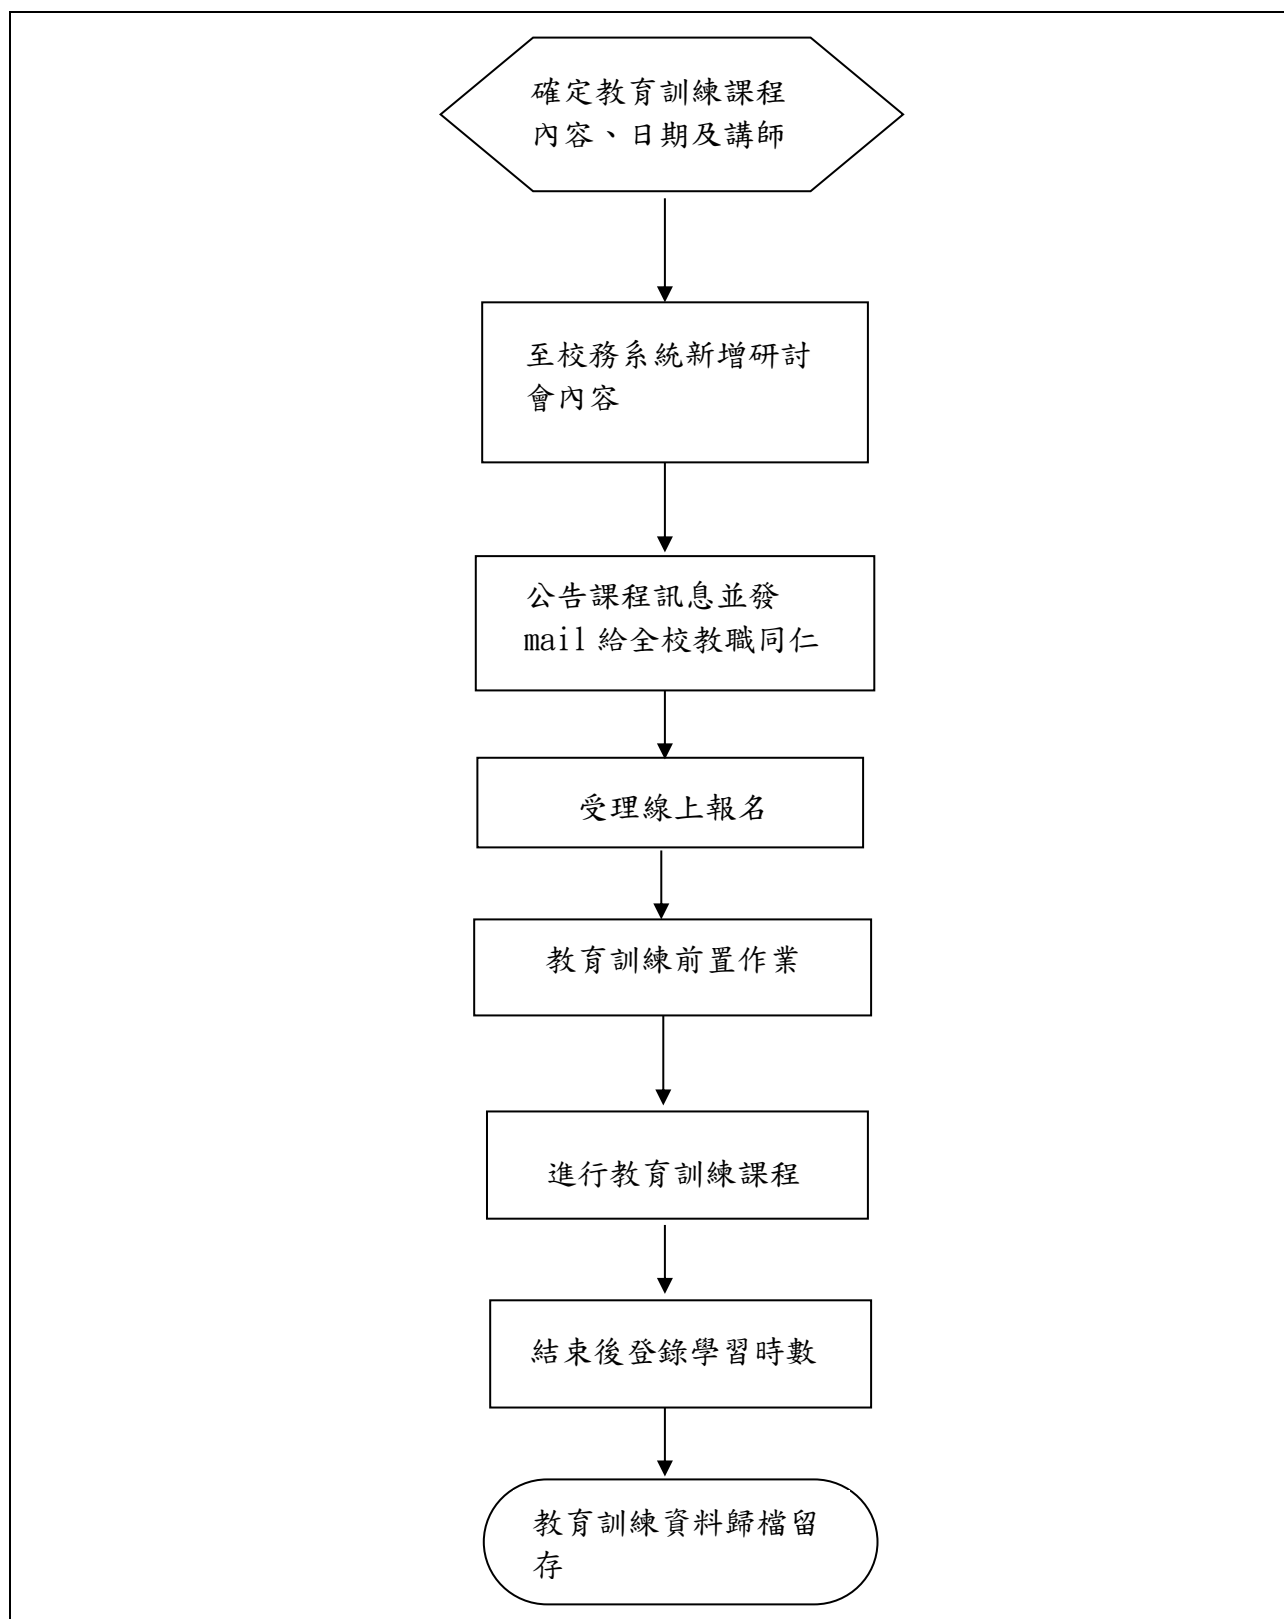 確定教育訓練課程
內容、日期及講師
至校務系統新增研討
會內容
公告課程訊息並發
mail 給全校教職同仁
受理線上報名
教育訓練前置作業
進行教育訓練課程
結束後登錄學習時數
教育訓練資料歸檔留
存